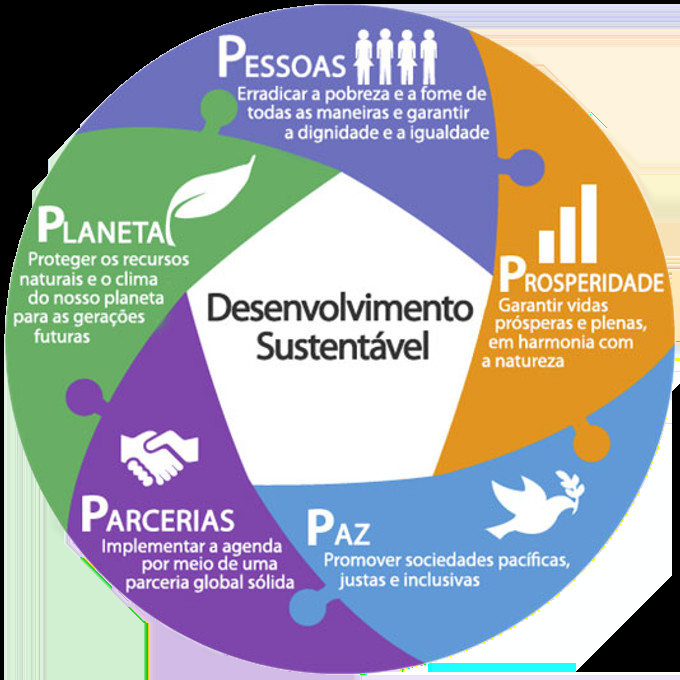 PESSOAS
Erradicar a pobreza e a fome de
todas as maneiras e garantir
a dignidade e a igualdade
PROSPERIDADE
Garantir vidas
prósperas e plenas,
em harmonia com
a natureza
PAZ
Promover sociedades pacíficas,
justas e inclusivas
PARCERIAS
Implementar a agenda
por meio de uma
parceria global sólida
PLANETA
Proteger os recursos
naturais e o clima
do nosso planeta
para as gerações
futuras
Desenvolvimento
Sustentável